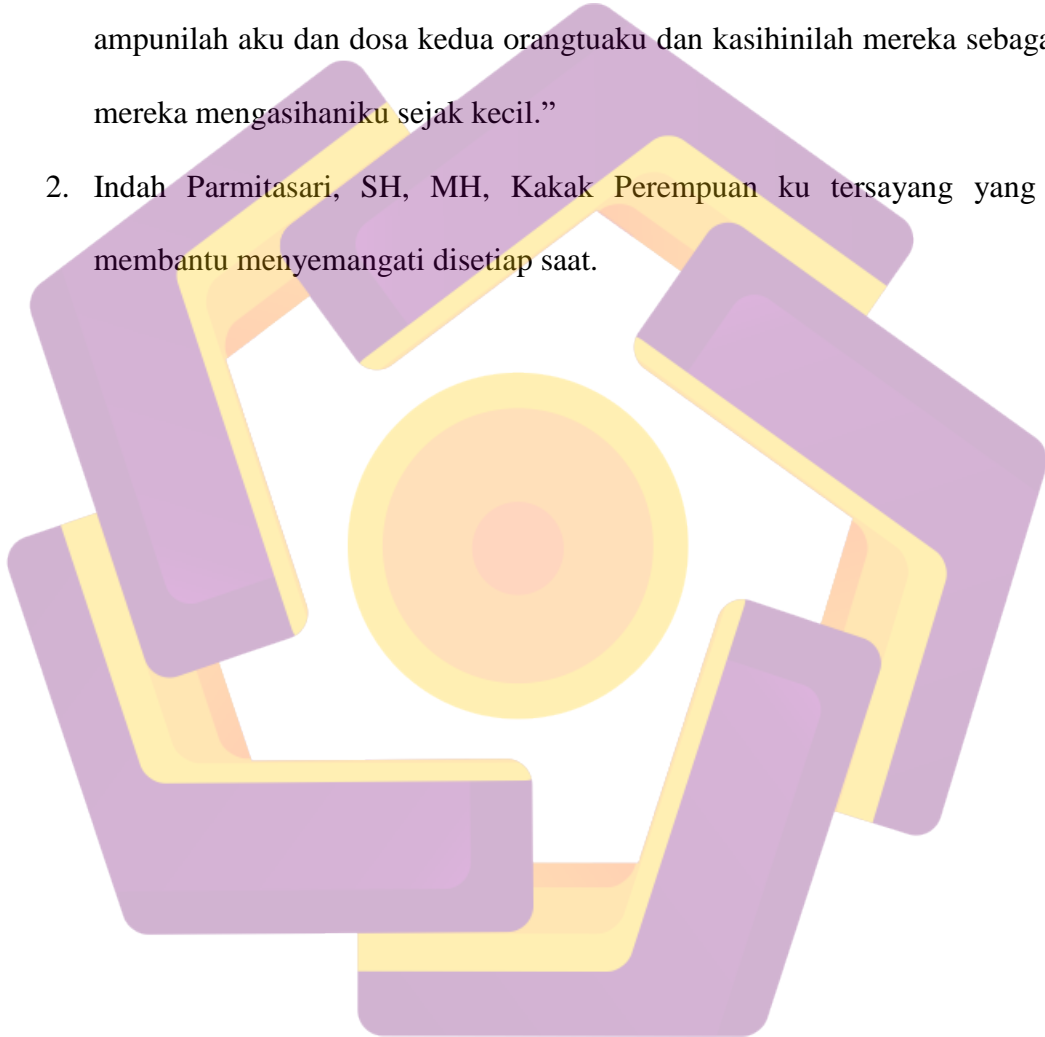 ampunilah aku dan dosa kedua orangtuaku dan kasihinilah mereka sebaga
mereka mengasihaniku sejak kecil.”
2. Indah Parmitasari, SH, MH, Kakak Perempuan ku tersayang yang
membantu menyemangati disetiap saat.